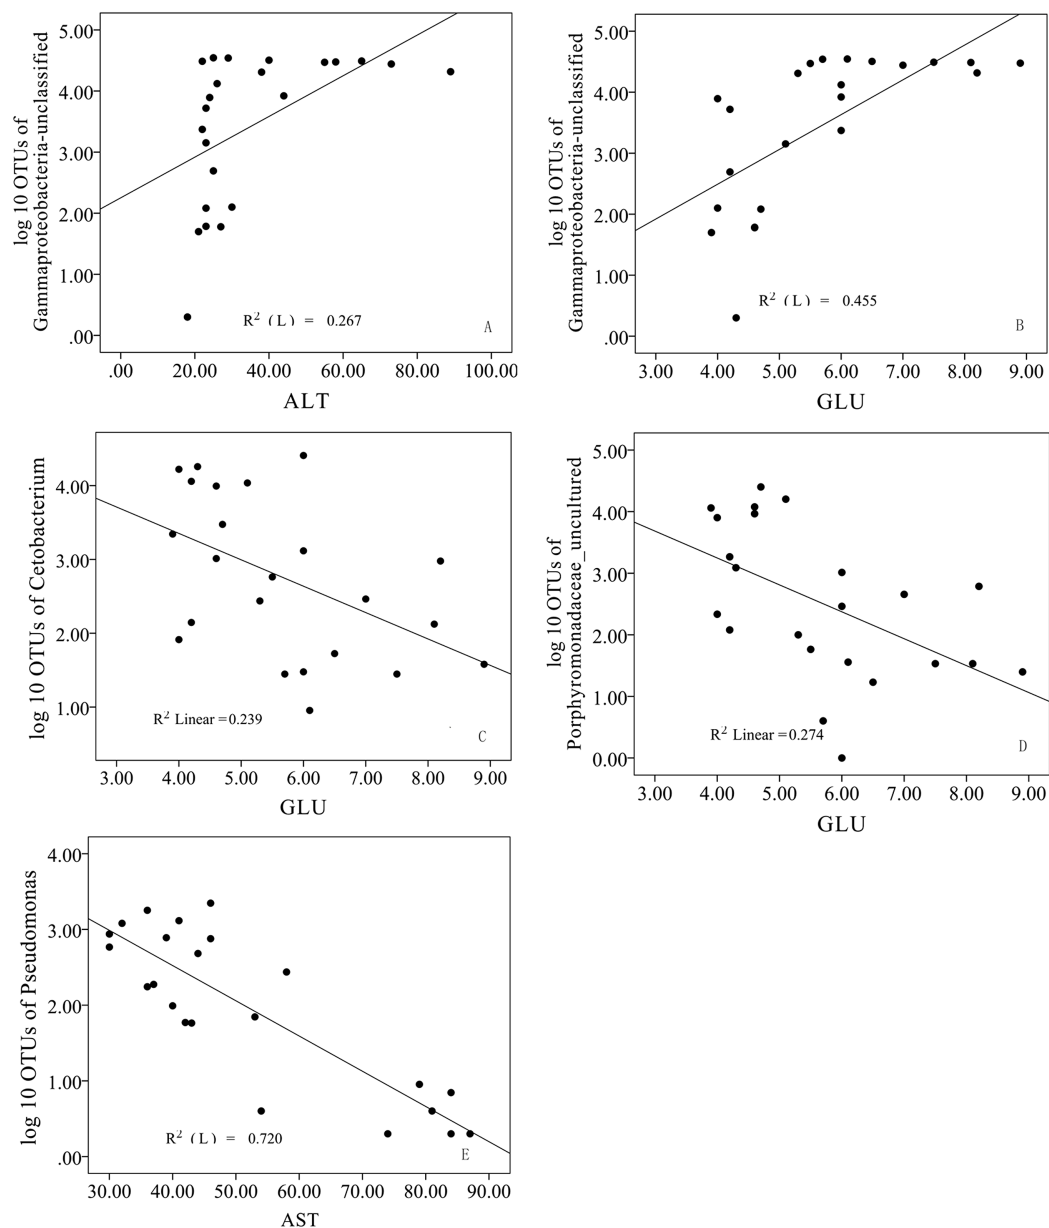 log 10 OTUs of
Gammaproteobacteria-unclassified
5.00
4.00
3.00
2.00
1.00
.00
R² (L) = 0.267
A
.00 20.00 40.00 60.00 80.00 100.00
ALT
log 10 OTUs of
Gammaproteobacteria-unclassified
5.00
4.00
3.00
2.00
1.00
.00
R² (L) = 0.455
B
3.00 4.00 5.00 6.00 7.00 8.00 9.00
GLU
log 10 OTUs of Cetobacterium
4.00
3.00
2.00
1.00
R² Linear =0.239
C
3.00 4.00 5.00 6.00 7.00 8.00 9.00
GLU
log 10 OTUs of
Porphyromonadaceae_uncultured
5.00
4.00
3.00
2.00
1.00
0.00
R² Linear =0.274
D
3.00 4.00 5.00 6.00 7.00 8.00 9.00
GLU
log 10 OTUs of Pseudomonas
4.00
3.00
2.00
1.00
.00
R² (L) = 0.720
E
30.00 40.00 50.00 60.00 70.00 80.00 90.00
AST